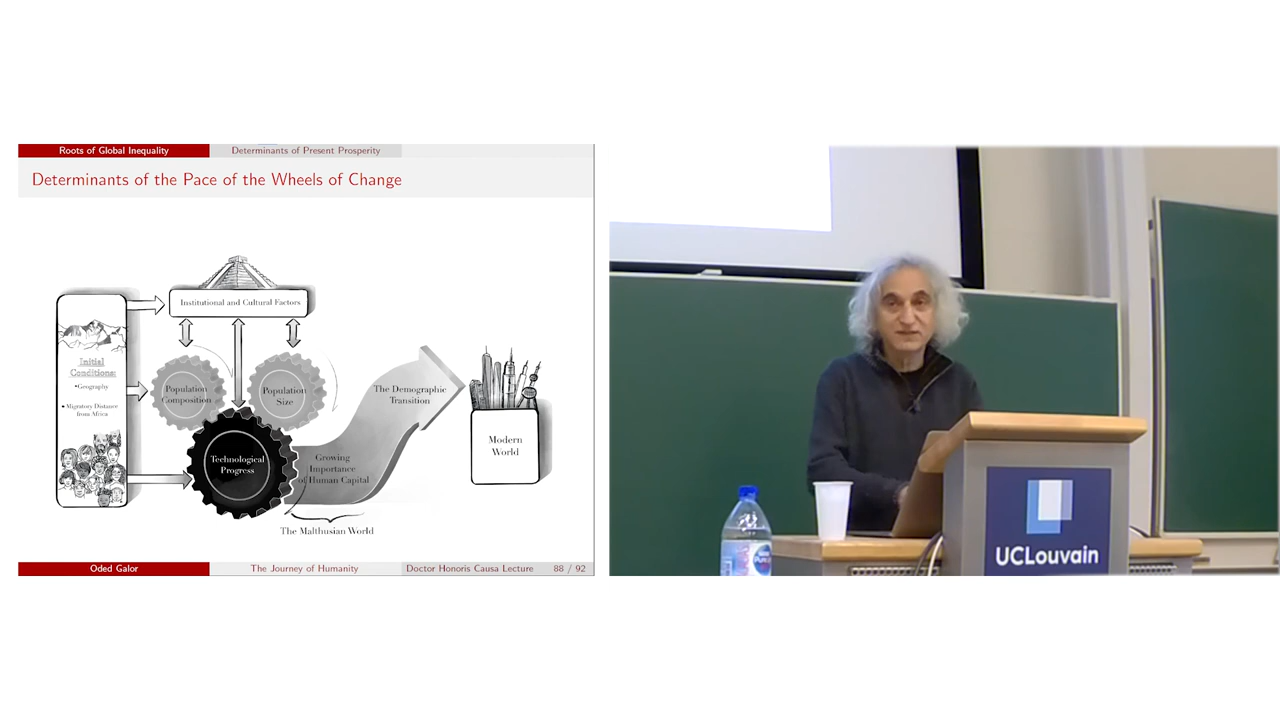 Roots of Global Inequality
Determinants of Present Prosperity
Determinants of the Pace of the Wheels of Change
Institutional and Cultural Factors
Initial
Conditions:
•Geography
•Migratory Distance
from Africa
Population
Composition
Population
Size
Technological
Progress
Growing
Importance
of Human Capital
The Demographic
Transition
Modern
World
The Malthusian World
Oded Galor
The Journey of Humanity
Doctor Honoris Causa Lecture
88 / 92
UCLouvain